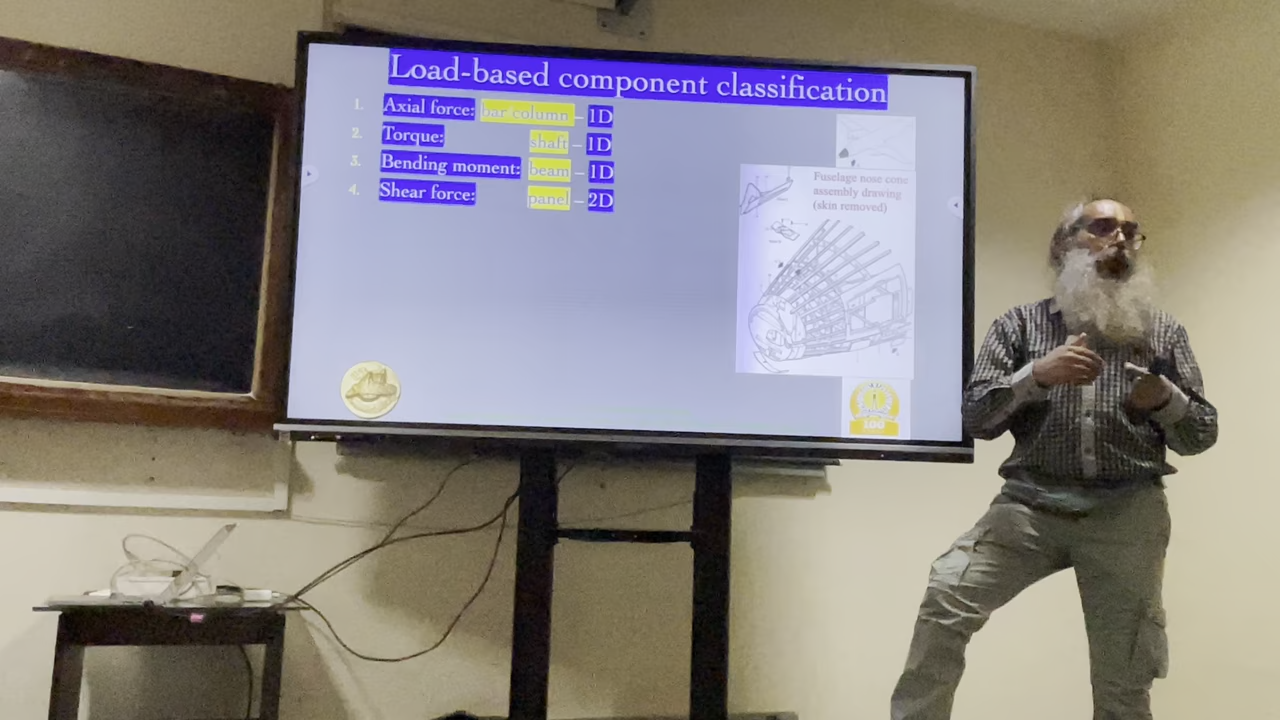 Load-based component classification
1. Axial force: bar column – 1D
2. Torque: shaft – 1D
3. Bending moment: beam – 1D
4. Shear force: panel – 2D
Fuselage nose cone
assembly drawing
(skin removed)
100